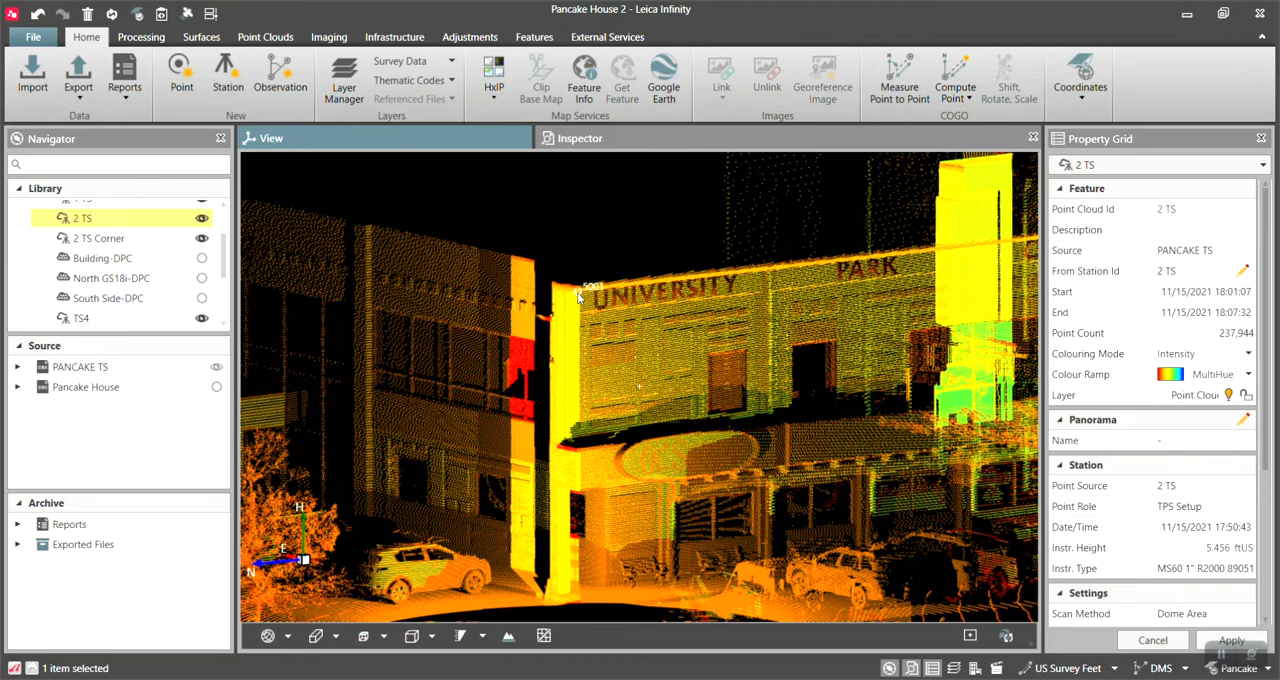 Pancake House 2 - Leica Infinity
File Home Processing Surfaces Point Clouds Imaging Infrastructure Adjustments Features External Services
Import
Export
Reports
Data
Point
Station
Observation
New
Layer Manager
Survey Data
Thematic Codes
Referenced Files
Layers
HxIP
Clip Base Map
Feature Info
Get Feature
Google Earth
Map Services
Link
Unlink
Georeference Image
Images
Measure Point to Point
Compute Point
Shift, Rotate, Scale
COGO
Coordinates
Navigator
Library
2 TS
2 TS Corner
Building-DPC
North GS18i-DPC
South Side-DPC
TS4
Source
PANCAKE TS
Pancake House
Archive
Reports
Exported Files
View
Inspector
UNIVERSITY PARK
H
E
N
Property Grid
2 TS
Feature
Point Cloud Id 2 TS
Description
Source PANCAKE TS
From Station Id 2 TS
Start 11/15/2021 18:01:07
End 11/15/2021 18:07:32
Point Count 237,944
Colouring Mode Intensity
Colour Ramp MultiHue
Layer Point Clou
Panorama
Name -
Station
Point Source 2 TS
Point Role TPS Setup
Date/Time 11/15/2021 17:50:43
Instr. Height 5.456 ftUS
Instr. Type MS60 1" R2000 89051
Settings
Scan Method Dome Area
Cancel Apply
1 item selected
US Survey Feet DMS Pancake